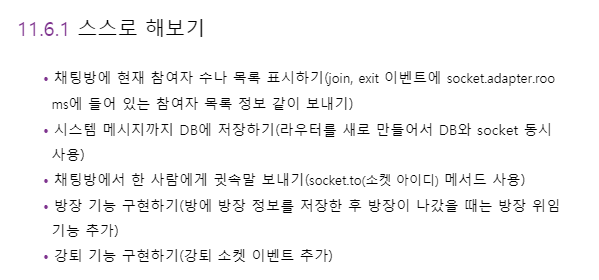 11.6.1 스스로 해보기
• 채팅방에 현재 참여자 수나 목록 표시하기(join, exit 이벤트에 socket.adapter.roo
ms에 들어 있는 참여자 목록 정보 같이 보내기)
• 시스템 메시지까지 DB에 저장하기(라우터를 새로 만들어서 DB와 socket 동시
사용)
• 채팅방에서 한 사람에게 귓속말 보내기(socket.to(소켓 아이디) 메서드 사용)
• 방장 기능 구현하기(방에 방장 정보를 저장한 후 방장이 나갔을 때는 방장 위임
기능 추가)
• 강퇴 기능 구현하기(강퇴 소켓 이벤트 추가)